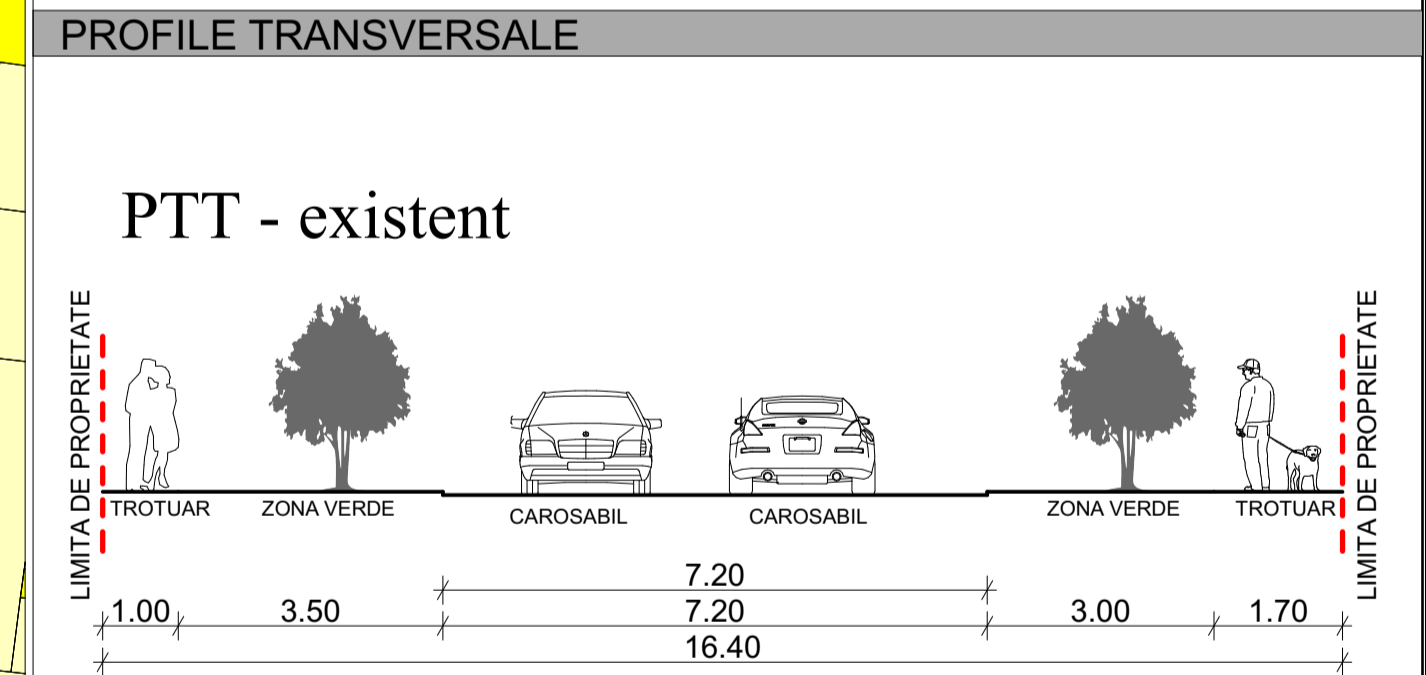 PROFILE TRANSVERSALE
PTT - existent
LIMITA DE PROPRIETATE
LIMITA DE PROPRIETATE
TROTUAR
ZONA VERDE
CAROSABIL
CAROSABIL
ZONA VERDE
TROTUAR
7.20
1.00
3.50
7.20
3.00
1.70
16.40